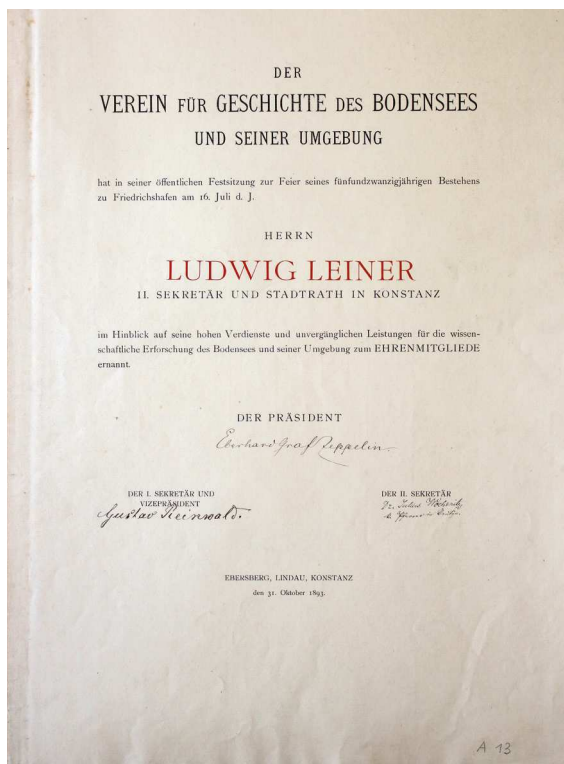 DER
VEREIN FÜR GESCHICHTE DES BODENSEES
UND SEINER UMGEBUNG
hat in seiner öffentlichen Festsitzung zur Feier seines fünfundzwanzigjährigen Bestehens
zu Friedrichshafen am 16. Juli d. J.
HERRN
LUDWIG LEINER
II. SEKRETÄR UND STADTRATH IN KONSTANZ
im Hinblick auf seine hohen Verdienste und unvergänglichen Leistungen für die wissen-
schaftliche Erforschung des Bodensees und seiner Umgebung zum EHRENMITGLIEDE
ernannt.
DER PRÄSIDENT
Eberhard Graf Zeppelin.
DER I. SEKRETÄR UND
VIZEPRÄSIDENT
Gustav Reinwald.
DER II. SEKRETÄR
Dr.
EBERSBERG, LINDAU, KONSTANZ
den 31. Oktober 1893.
A 13